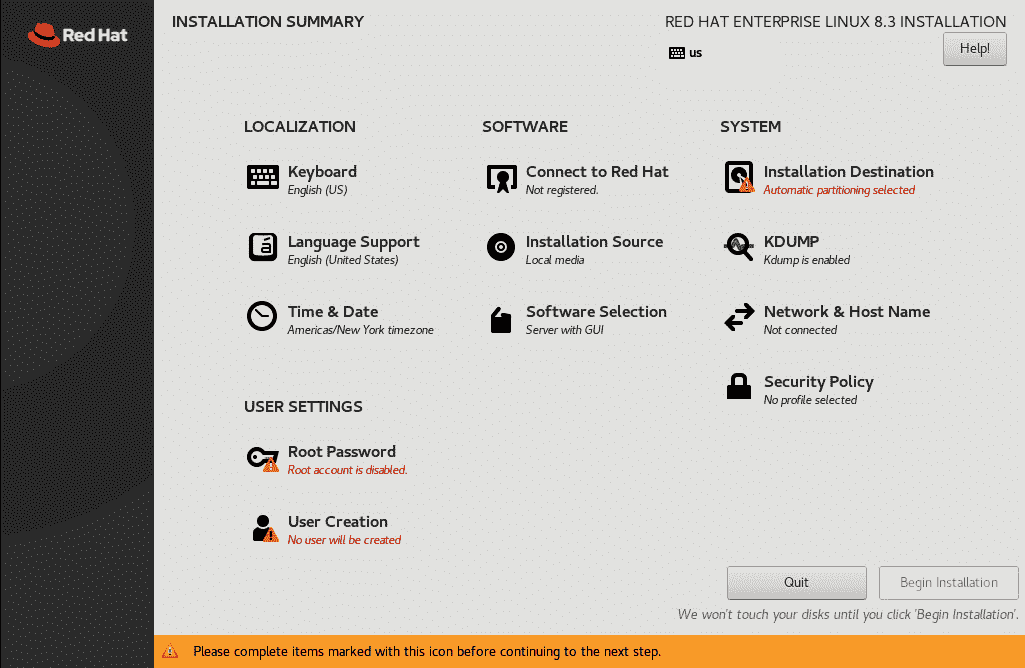 Red Hat
INSTALLATION SUMMARY
RED HAT ENTERPRISE LINUX 8.3 INSTALLATION
us
Help!
LOCALIZATION
Keyboard
English (US)
Language Support
English (United States)
Time & Date
Americas/New York timezone
SOFTWARE
Connect to Red Hat
Not registered.
Installation Source
Local media
Software Selection
Server with GUI
SYSTEM
Installation Destination
Automatic partitioning selected
KDUMP
Kdump is enabled
Network & Host Name
Not connected
Security Policy
No profile selected
USER SETTINGS
Root Password
Root account is disabled.
User Creation
No user will be created
Quit
Begin Installation
We won't touch your disks until you click 'Begin Installation'.
Please complete items marked with this icon before continuing to the next step.